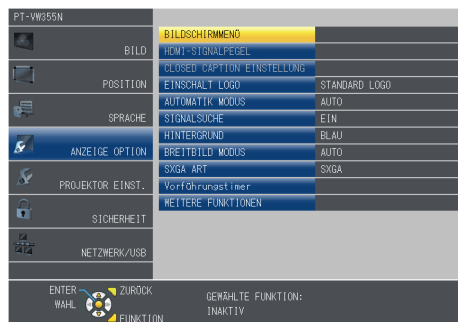 PT-VW355N
BILD
POSITION
SPRACHE
ANZEIGE OPTION
PROJEKTOR EINST.
SICHERHEIT
NETZWERK/USB
BILDSCHIRMMENÖ
HDMI-SIGNALPEGEL
CLOSED CAPTION EINSTELLUNG
EINSCHALT LOGO STANDARD LOGO
AUTOMATIK MODUS AUTO
SIGNALSUCHE EIN
HINTERGRUND BLAU
BREITBILD MODUS AUTO
SXGA ART SXGA
Vorführungstimer
WEITERE FUNKTIONEN
ENTER ZURÖCK
WAHL FUNKTION
GEWÄHLTE FUNKTION:
INAKTIV